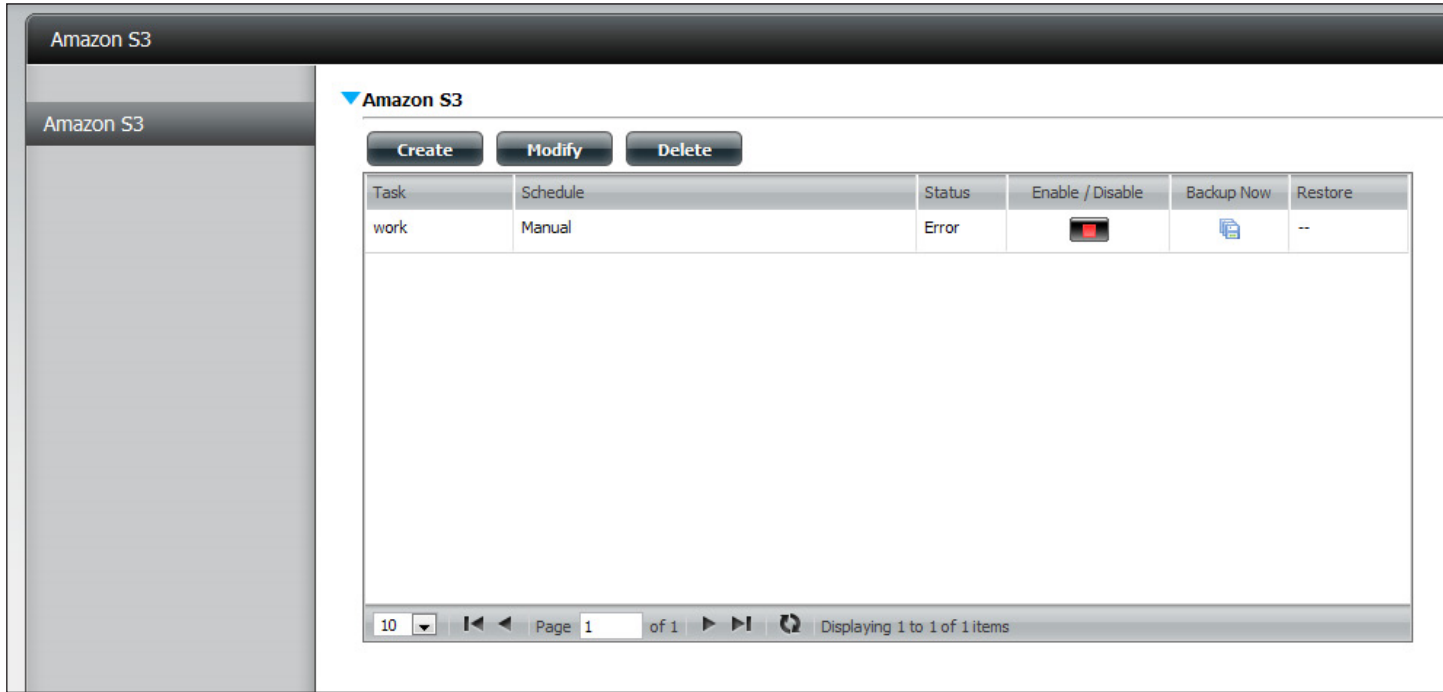 Amazon S3
Amazon S3
Amazon S3
Create Modify Delete
Task Schedule Status Enable / Disable Backup Now Restore
work Manual Error --
10 Page 1 of 1 Displaying 1 to 1 of 1 items